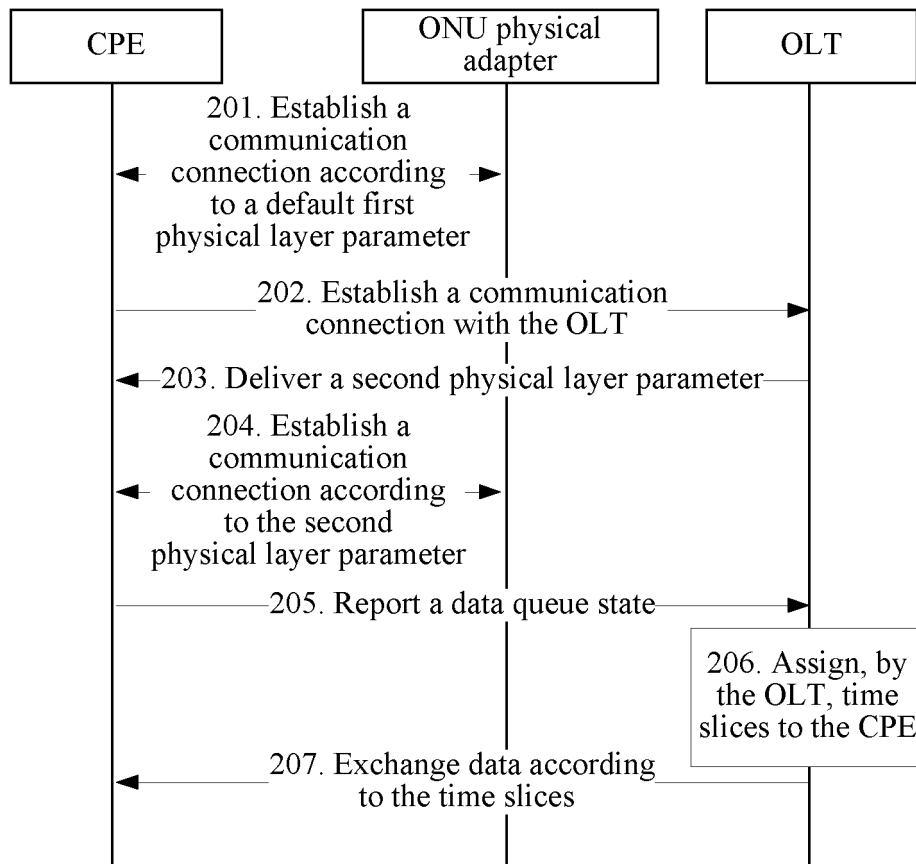 CPE
ONU physical
adapter
OLT
201. Establish a
communication
connection according
to a default first
physical layer parameter
202. Establish a communication
connection with the OLT
203. Deliver a second physical layer parameter
204. Establish a
communication
connection according
to the second
physical layer parameter
205. Report a data queue state
206. Assign, by
the OLT, time
slices to the CPE
207. Exchange data according
to the time slices